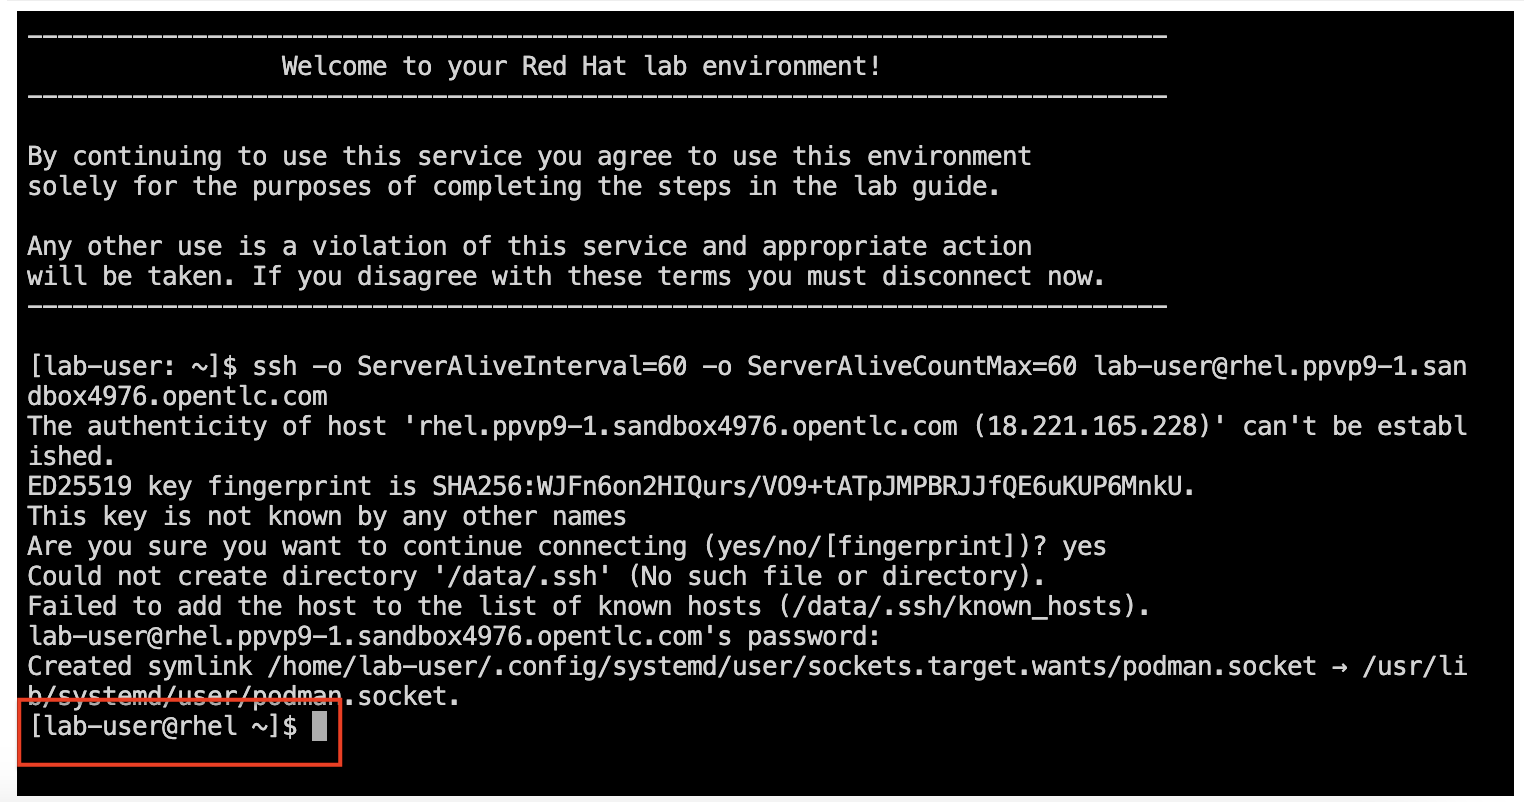 ------------------------------------------------------------------------------
Welcome to your Red Hat lab environment!
------------------------------------------------------------------------------
By continuing to use this service you agree to use this environment
solely for the purposes of completing the steps in the lab guide.
Any other use is a violation of this service and appropriate action
will be taken. If you disagree with these terms you must disconnect now.
------------------------------------------------------------------------------
[lab-user: ~]$ ssh -o ServerAliveInterval=60 -o ServerAliveCountMax=60 lab-user@rhel.ppvp9-1.san
dbox4976.opentlc.com
The authenticity of host 'rhel.ppvp9-1.sandbox4976.opentlc.com (18.221.165.228)' can't be establ
ished.
ED25519 key fingerprint is SHA256:WJFn6on2HIQurs/VO9+tATpJMPBRJJfQE6uKUP6MnkU.
This key is not known by any other names
Are you sure you want to continue connecting (yes/no/[fingerprint])? yes
Could not create directory '/data/.ssh' (No such file or directory).
Failed to add the host to the list of known hosts (/data/.ssh/known_hosts).
lab-user@rhel.ppvp9-1.sandbox4976.opentlc.com's password:
Created symlink /home/lab-user/.config/systemd/user/sockets.target.wants/podman.socket → /usr/li
b/systemd/user/podman.socket.
[lab-user@rhel ~]$